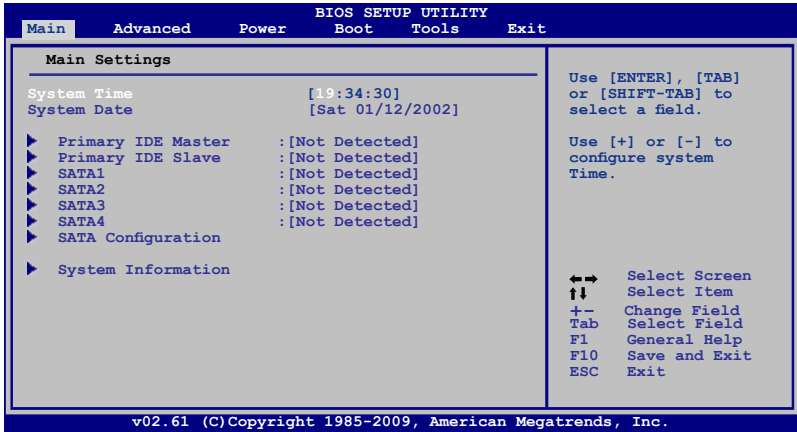 BIOS SETUP UTILITY
Main Advanced Power Boot Tools Exit
Main Settings
System Time [19:34:30]
System Date [Sat 01/12/2002]
Primary IDE Master :[Not Detected]
Primary IDE Slave :[Not Detected]
SATA1 :[Not Detected]
SATA2 :[Not Detected]
SATA3 :[Not Detected]
SATA4 :[Not Detected]
SATA Configuration
System Information
Use [ENTER], [TAB]
or [SHIFT-TAB] to
select a field.
Use [+] or [-] to
configure system
Time.
←→ Select Screen
↑↓ Select Item
+- Change Field
Tab Select Field
F1 General Help
F10 Save and Exit
ESC Exit
v02.61 (C)Copyright 1985-2009, American Megatrends, Inc.